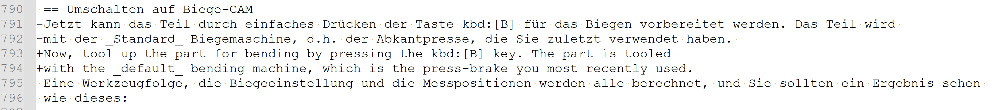 790 == Umschalten auf Biege-CAM
791 -Jetzt kann das Teil durch einfaches Drücken der Taste kbd:[B] für das Biegen vorbereitet werden. Das Teil wird
792 -mit der _Standard_ Biegemaschine, d.h. der Abkantpresse, die Sie zuletzt verwendet haben.
793 +Now, tool up the part for bending by pressing the kbd:[B] key. The part is tooled
794 +with the _default_ bending machine, which is the press-brake you most recently used.
795 Eine Werkzeugfolge, die Biegeeinstellung und die Messpositionen werden alle berechnet, und Sie sollten ein Ergebnis sehen
796 wie dieses: